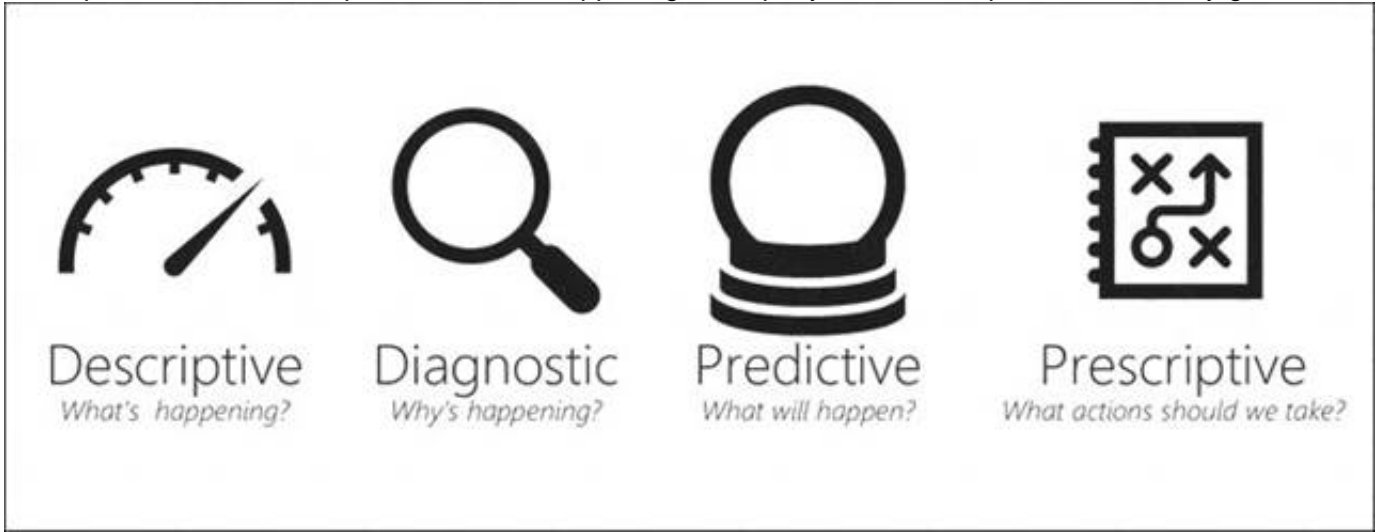 Descriptive
What's happening?
Diagnostic
Why's happening?
Predictive
What will happen?
Prescriptive
What actions should we take?